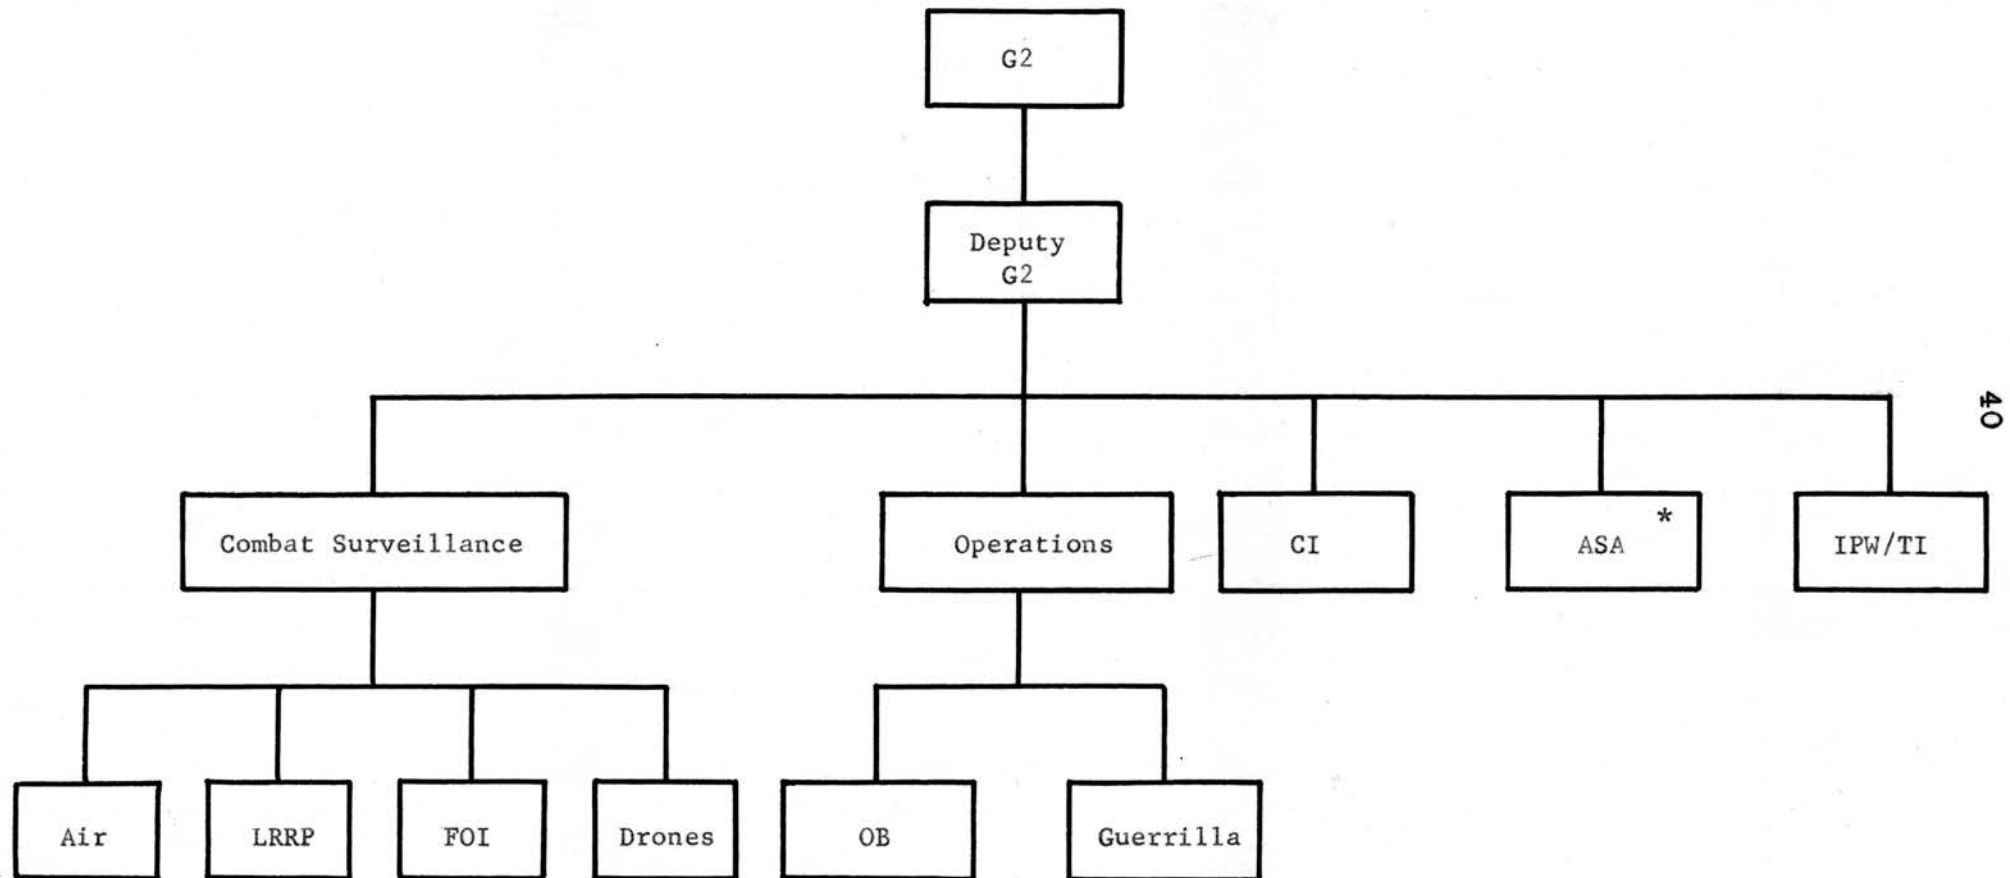 G2
Deputy
G2
40
Combat Surveillance
Operations
CI
ASA *
IPW/TI
Air
LRRP
FOI
Drones
OB
Guerrilla